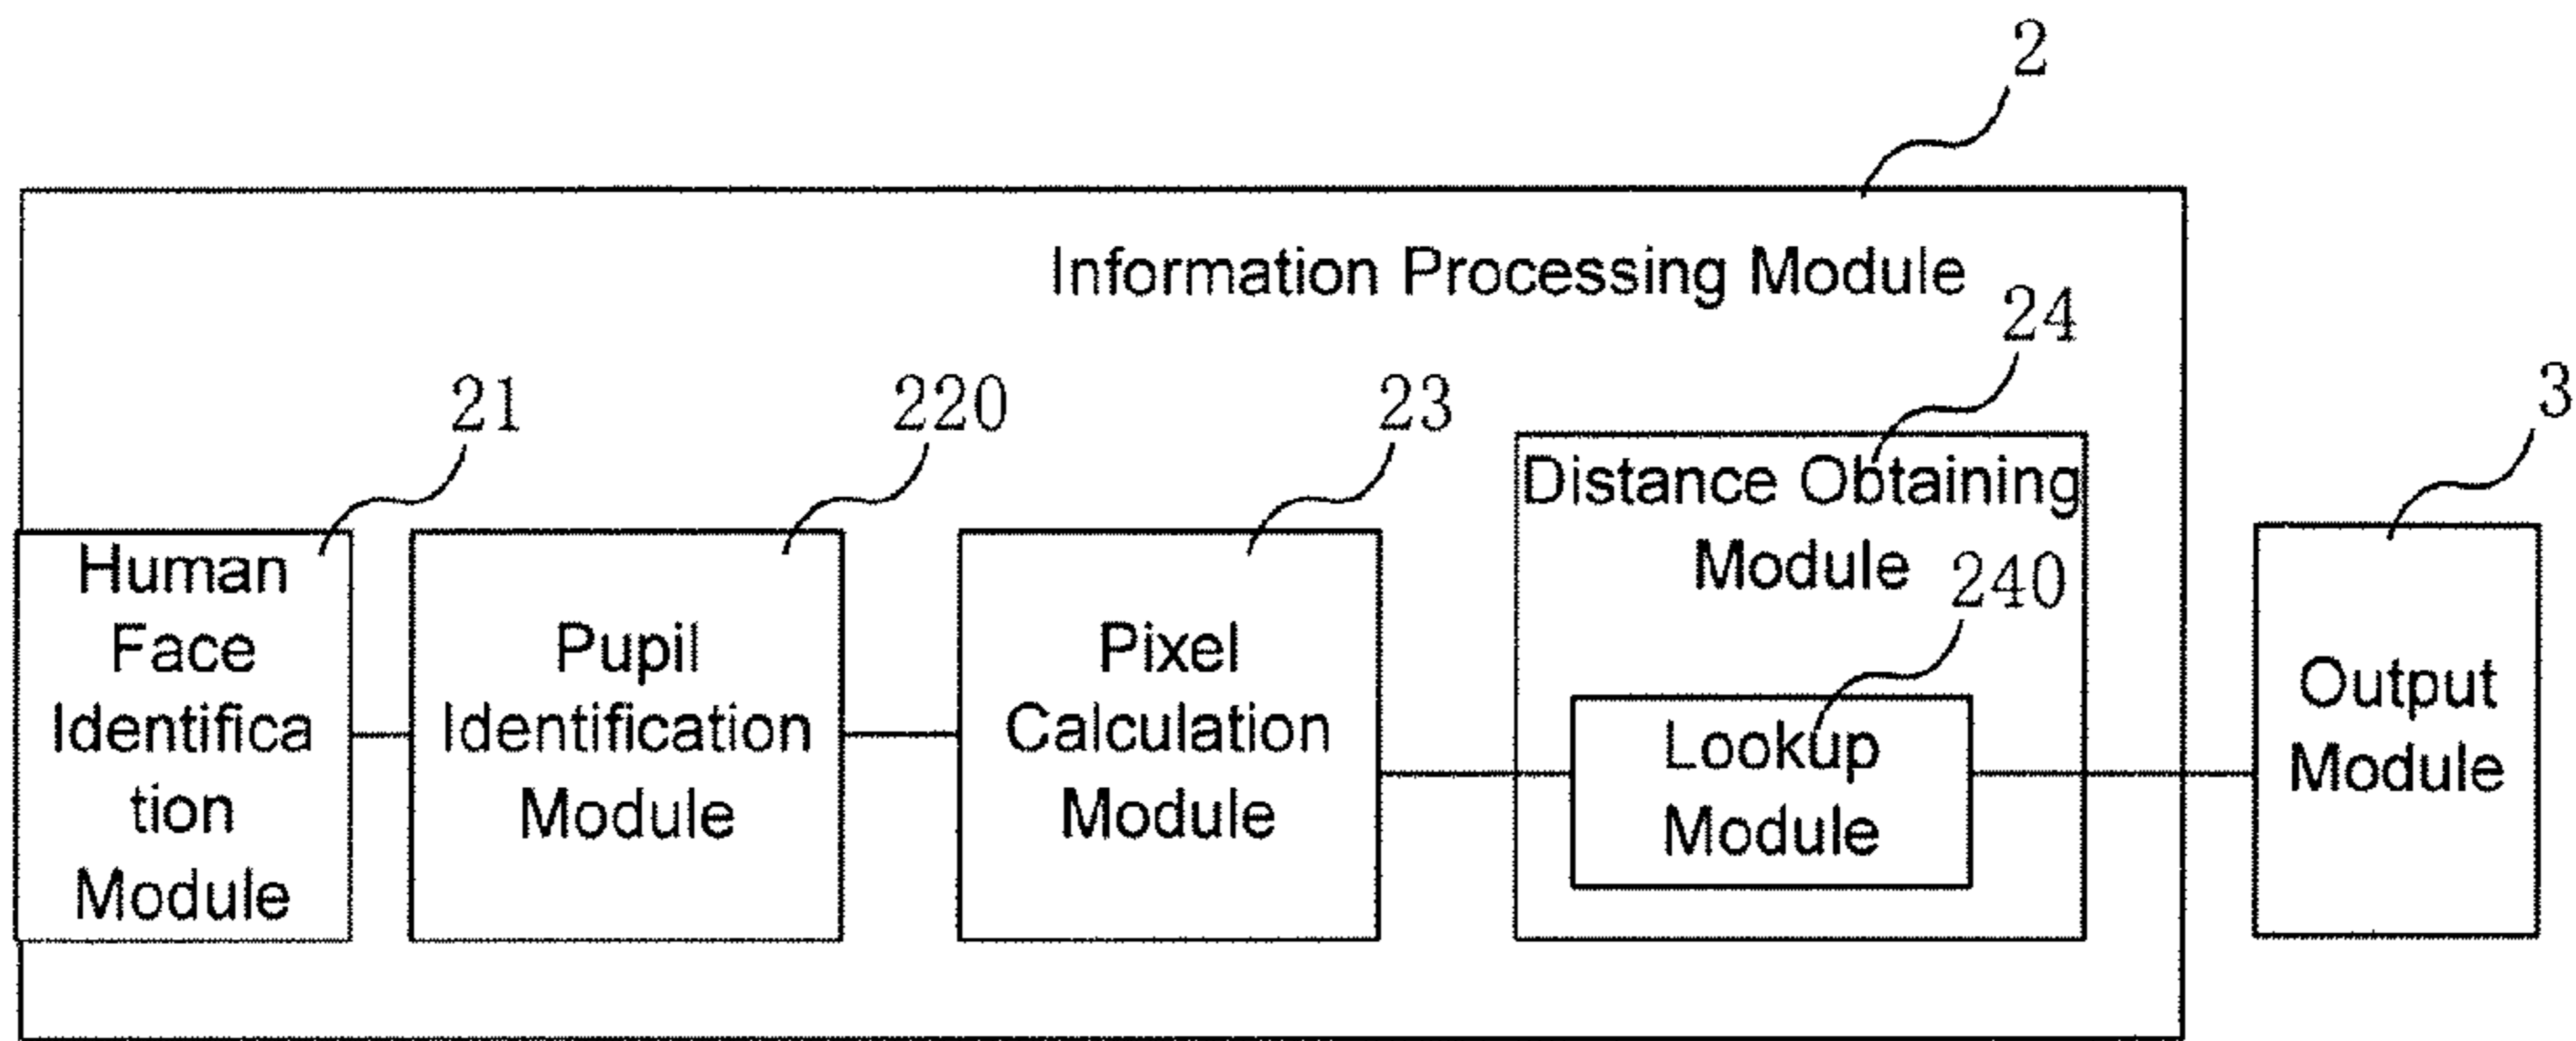 2
Information Processing Module
24
21
220
23
3
Distance Obtaining
Module
240
Human
Face
Identifica
tion
Module
Pupil
Identification
Module
Pixel
Calculation
Module
Lookup
Module
Output
Module